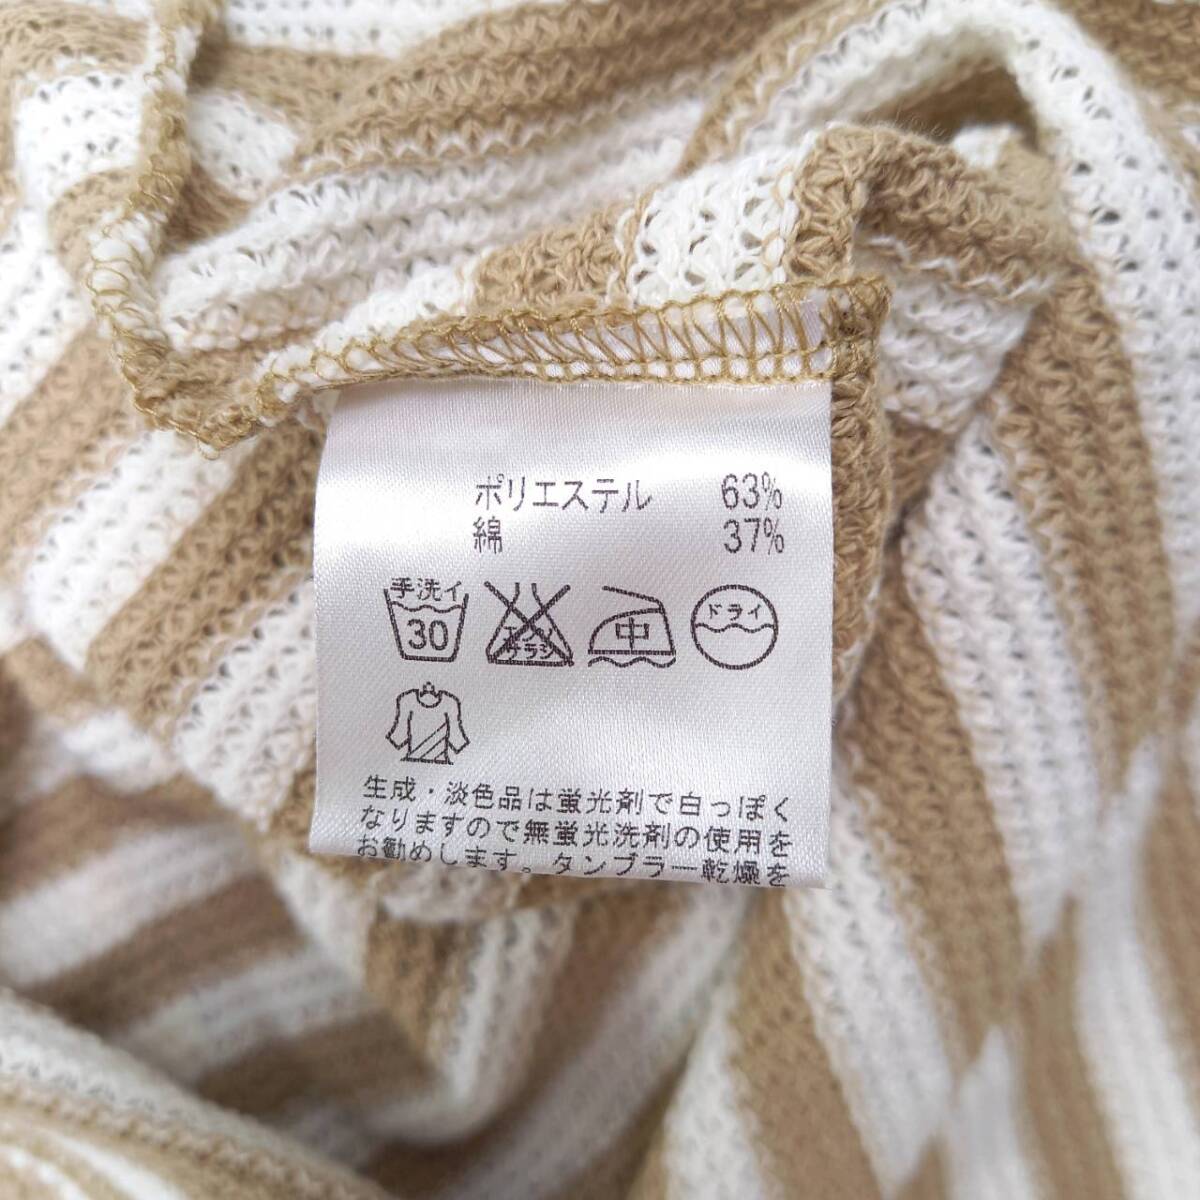 ポリエステル 63%
綿 37%
手洗イ
30
エンソ
サラシ
中
ドライ
生成・淡色品は蛍光剤で白っぽく
なりますので無蛍光洗剤の使用を
お勧めします。タンブラー乾燥を